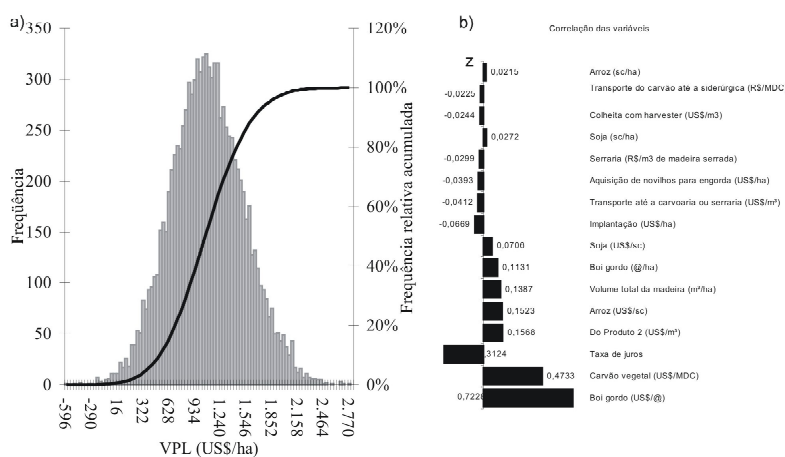 a)
350
300
250
200
150
100
50
0
Freqüência
120%
100%
80%
60%
40%
20%
0%
Freqüência relativa acumulada
-596
-290
16
322
628
934
1.240
1.546
1.852
2.158
2.464
2.770
VPL (US$/ha)
b)
Correlação das variáveis
z
0,0215 Arroz (sc/ha)
-0,0225 Transporte do carvão até a siderúrgica (R$/MDC
-0,0244 Colheita com harvester (US$/m3)
0,0272 Soja (sc/ha)
-0,0299 Serraria (R$/m3 de madeira serrada)
-0,0393 Aquisição de novilhos para engorda (US$/ha)
-0,0412 Transporte até a carvoaria ou serraria (US$/m³)
-0,0669 Implantação (US$/ha)
0,0706 Soja (US$/sc)
0,1131 Boi gordo (@/ha)
0,1387 Volume total da madeira (m³/ha)
0,1523 Arroz (US$/sc)
0,1568 Do Produto 2 (US$/m³)
,3124 Taxa de juros
0,4733 Carvão vegetal (US$/MDC)
0,7228 Boi gordo (US$/@)